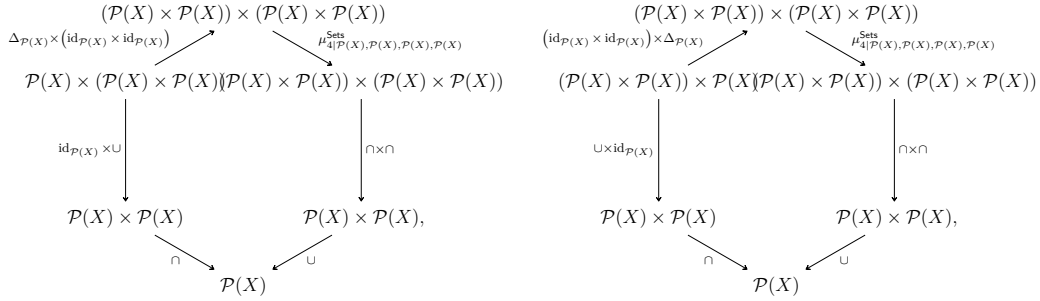 (𝒫(X) × 𝒫(X)) × (𝒫(X) × 𝒫(X))
Δ_{𝒫(X)}×(id_{𝒫(X)}×id_{𝒫(X)})
μ^{Sets}_{4|𝒫(X),𝒫(X),𝒫(X),𝒫(X)}
𝒫(X) × (𝒫(X) × 𝒫(X))
(𝒫(X) × 𝒫(X)) × (𝒫(X) × 𝒫(X))
id_{𝒫(X)}×∪
∩×∩
𝒫(X) × 𝒫(X)
𝒫(X) × 𝒫(X),
∩
∪
𝒫(X)
(𝒫(X) × 𝒫(X)) × (𝒫(X) × 𝒫(X))
(id_{𝒫(X)}×id_{𝒫(X)})×Δ_{𝒫(X)}
μ^{Sets}_{4|𝒫(X),𝒫(X),𝒫(X),𝒫(X)}
(𝒫(X) × 𝒫(X)) × 𝒫(X)
(𝒫(X) × 𝒫(X)) × (𝒫(X) × 𝒫(X))
∪×id_{𝒫(X)}
∩×∩
𝒫(X) × 𝒫(X)
𝒫(X) × 𝒫(X),
∩
∪
𝒫(X)